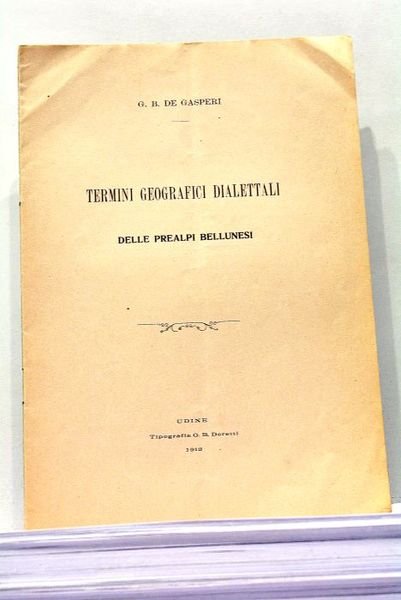 G. B. DE GASPERI
TERMINI GEOGRAFICI DIALETTALI
DELLE PREALPI BELLUNESI
UDINE
Tipografia G. B. Doretti
1912